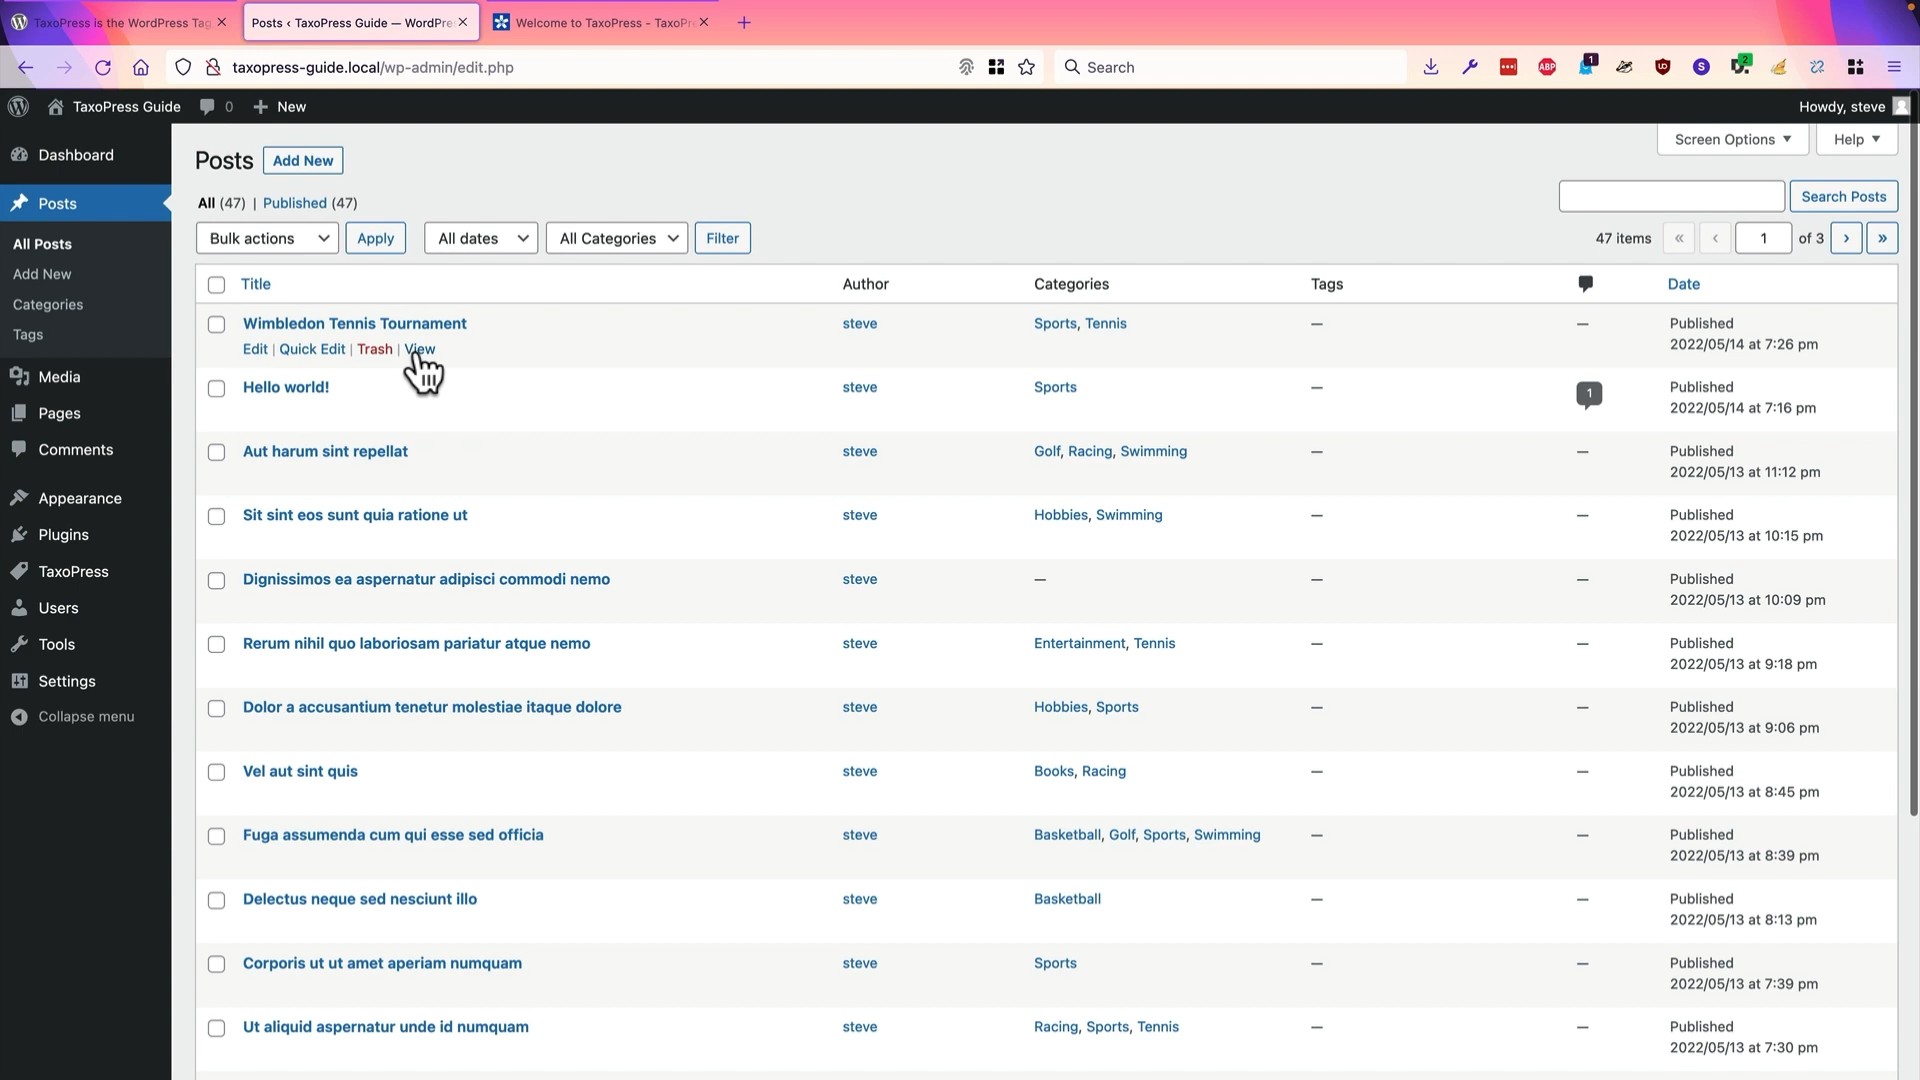 TaxoPress is the WordPress Tag
Posts ‹ TaxoPress Guide — WordPre
Welcome to TaxoPress - TaxoPr
taxopress-guide.local/wp-admin/edit.php
Search
ABP
1
S
2
TaxoPress Guide
0
New
Howdy, steve
Dashboard
Posts
All Posts
Add New
Categories
Tags
Media
Pages
Comments
Appearance
Plugins
TaxoPress
Users
Tools
Settings
Collapse menu
Screen Options
Help
Posts
Add New
All (47) | Published (47)
Search Posts
Bulk actions
Apply
All dates
All Categories
Filter
47 items « ‹ 1 of 3 › »
Title Author Categories Tags Date
Wimbledon Tennis Tournament steve Sports, Tennis — — Published
Edit | Quick Edit | Trash | View 2022/05/14 at 7:26 pm
Hello world! steve Sports — 1 Published
2022/05/14 at 7:16 pm
Aut harum sint repellat steve Golf, Racing, Swimming — — Published
2022/05/13 at 11:12 pm
Sit sint eos sunt quia ratione ut steve Hobbies, Swimming — — Published
2022/05/13 at 10:15 pm
Dignissimos ea aspernatur adipisci commodi nemo steve — — — Published
2022/05/13 at 10:09 pm
Rerum nihil quo laboriosam pariatur atque nemo steve Entertainment, Tennis — — Published
2022/05/13 at 9:18 pm
Dolor a accusantium tenetur molestiae itaque dolore steve Hobbies, Sports — — Published
2022/05/13 at 9:06 pm
Vel aut sint quis steve Books, Racing — — Published
2022/05/13 at 8:45 pm
Fuga assumenda cum qui esse sed officia steve Basketball, Golf, Sports, Swimming — — Published
2022/05/13 at 8:39 pm
Delectus neque sed nesciunt illo steve Basketball — — Published
2022/05/13 at 8:13 pm
Corporis ut ut amet aperiam numquam steve Sports — — Published
2022/05/13 at 7:39 pm
Ut aliquid aspernatur unde id numquam steve Racing, Sports, Tennis — — Published
2022/05/13 at 7:30 pm